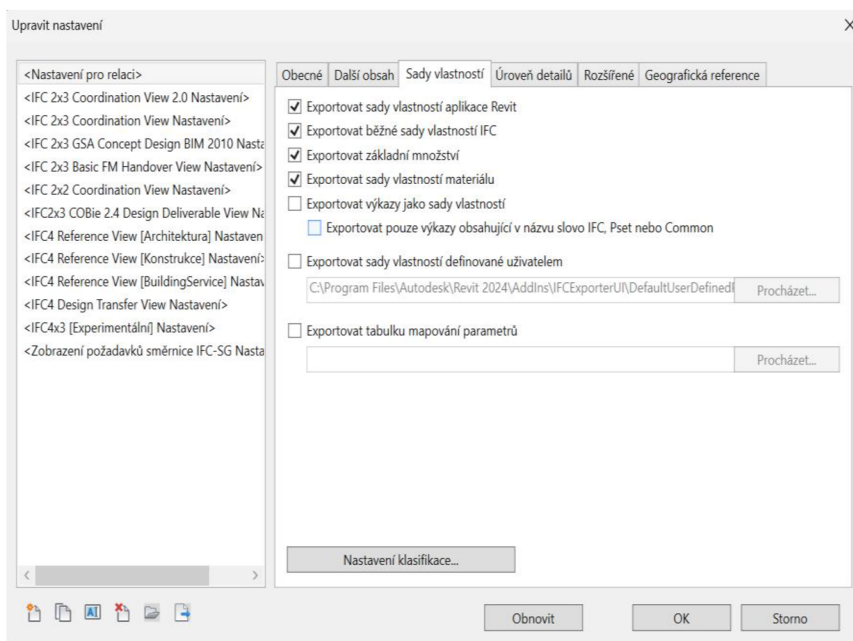 Upravit nastavení
<Nastavení pro relaci>
<IFC 2x3 Coordination View 2.0 Nastavení>
<IFC 2x3 Coordination View Nastavení>
<IFC 2x3 GSA Concept Design BIM 2010 Nasta
<IFC 2x3 Basic FM Handover View Nastavení>
<IFC 2x2 Coordination View Nastavení>
<IFC2x3 COBie 2.4 Design Deliverable View Na
<IFC4 Reference View [Architektura] Nastaven
<IFC4 Reference View [Konstrukce] Nastavení>
<IFC4 Reference View [BuildingService] Nastav
<IFC4 Design Transfer View Nastavení>
<IFC4x3 [Experimentální] Nastavení>
<Zobrazení požadavků směrnice IFC-SG Nasta
Obecné Další obsah Sady vlastností Úroveň detailů Rozšířené Geografická reference
Exportovat sady vlastností aplikace Revit
Exportovat běžné sady vlastností IFC
Exportovat základní množství
Exportovat sady vlastností materiálu
Exportovat výkazy jako sady vlastností
Exportovat pouze výkazy obsahující v názvu slovo IFC, Pset nebo Common
Exportovat sady vlastností definované uživatelem
C:\Program Files\Autodesk\Revit 2024\AddIns\IFCExporterUI\DefaultUserDefinedP Procházet...
Exportovat tabulku mapování parametrů
Procházet...
Nastavení klasifikace...
Obnovit OK Storno